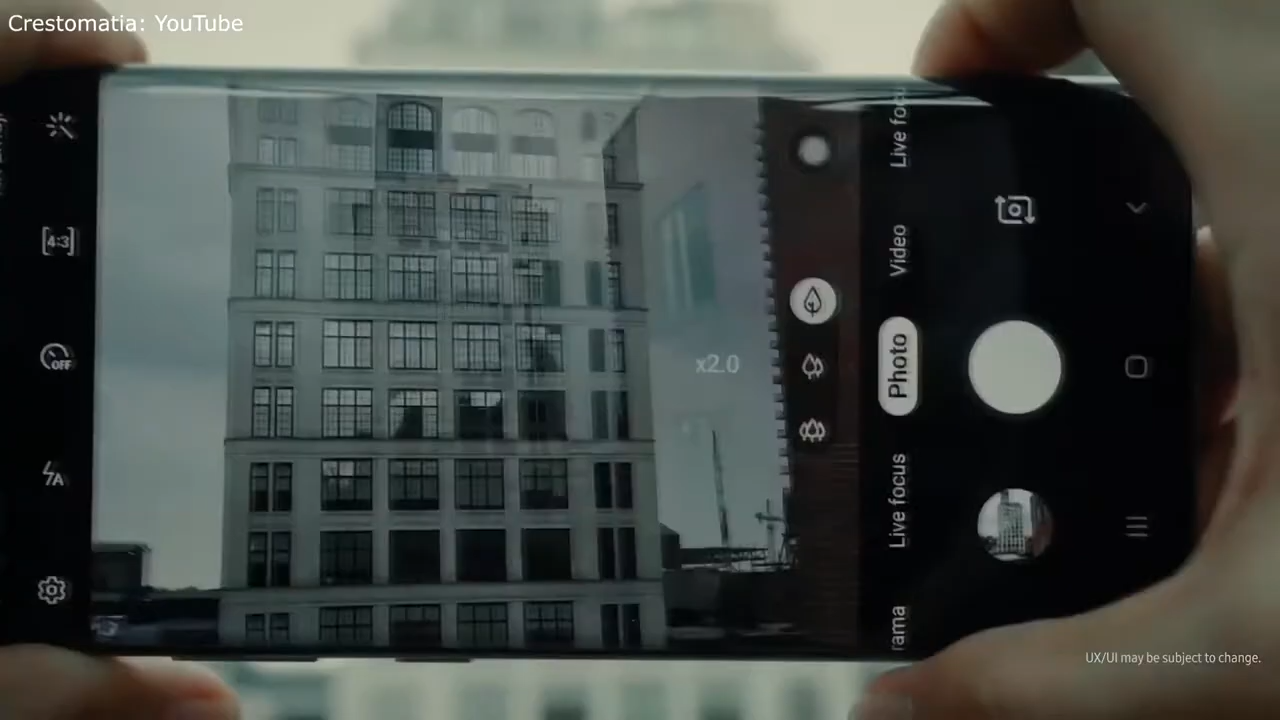 Crestomatia: YouTube
4:3
OFF
A
x2.0
Live foc
Video
Photo
Live focus
rama
UX/UI may be subject to change.